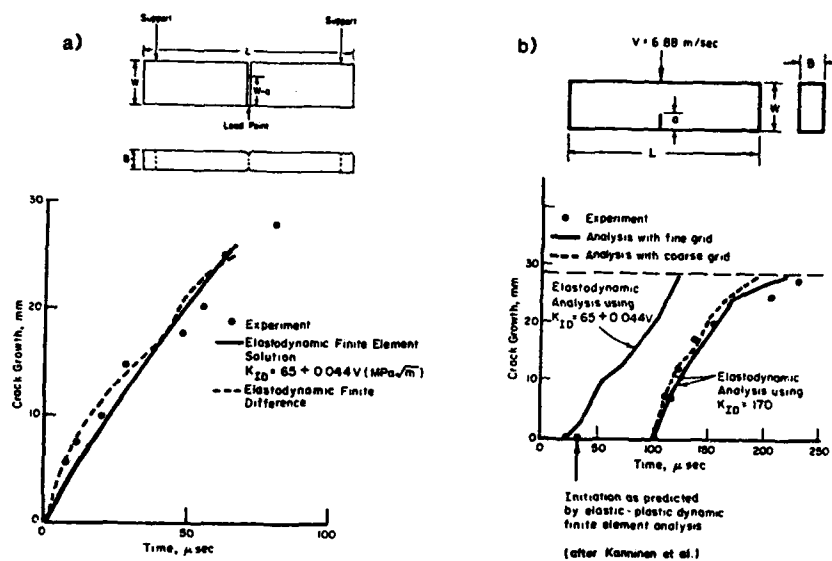 a)
Support
Support
L
W
W-a
Load Point
B
30
20
10
0
Crack Growth, mm
Experiment
Elastodynamic Finite Element
Solution
K_ID = 65 + 0.044V (MPa√m)
Elastodynamic Finite
Difference
0
50
100
Time, μsec
b)
V = 6.88 m/sec
B
W
a
L
Experiment
Analysis with fine grid
Analysis with coarse grid
30
20
10
0
Crack Growth, mm
Elastodynamic
Analysis using
K_ID = 65 + 0.044V
Elastodynamic
Analysis using
K_ID = 170
0
50
100
150
200
250
Time, μsec
Initiation as predicted
by elastic-plastic dynamic
finite element analysis
(after Kanninen et al.)